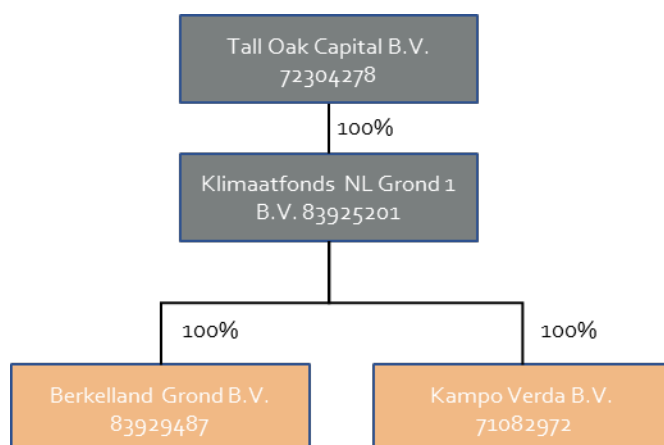 Tall Oak Capital B.V.
72304278
100%
Klimaatfonds NL Grond 1
B.V. 83925201
100%
100%
Berkelland Grond B.V.
83929487
Kampo Verda B.V.
71082972